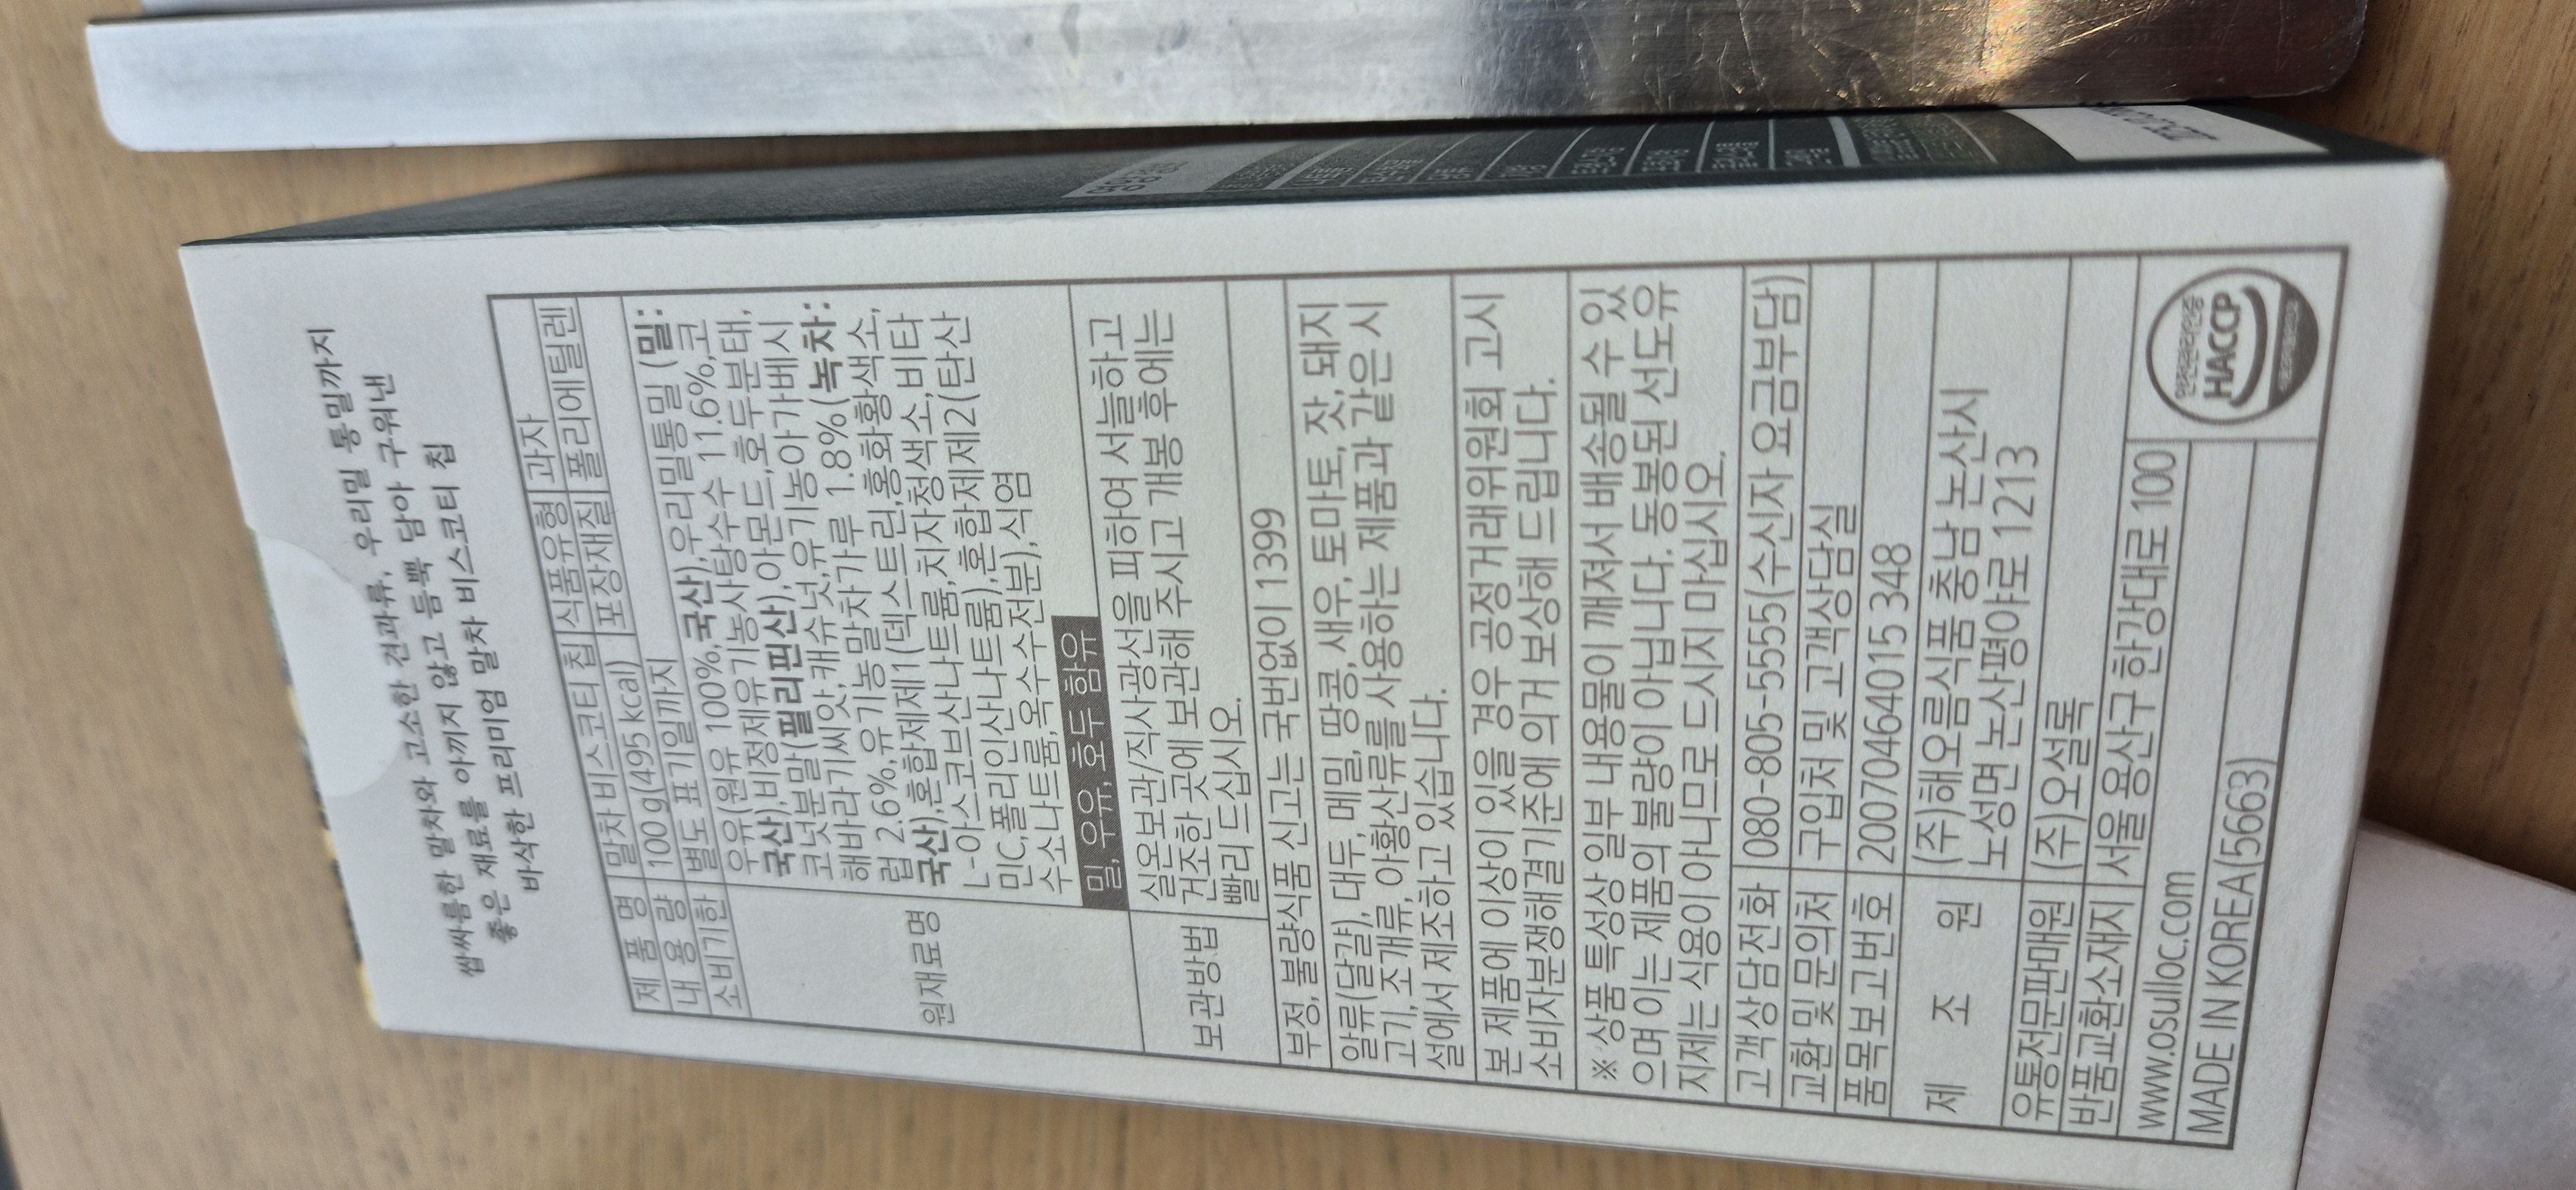 쌉싸름한 말차와 고소한 견과류, 우리밀 통밀까지
좋은 재료를 아끼지 않고 듬뿍 담아 구워낸
바삭한 프리미엄 말차 비스코티 칩
제 품 명 말차 비스코티 칩 식품유형 과자
내 용 량 100 g(495 kcal) 포장재질 폴리에틸렌
소비기한 별도 표기일까지
원재료명
우유(원유 100%,국산),우리밀통밀 (밀:
국산),비정제유기농사탕수수 11.6%,코
코넛분말(필리핀산),아몬드,호두분태,
해바라기씨앗,캐슈넛,유기농아가베시
럽 2.6%,유기농말차가루 1.8%(녹차:
국산),혼합제제1(덱스트린,홍화황색소,
L-아스코브산나트륨,치자청색소,비타
민C,폴리인산나트륨),혼합제제2(탄산
수소나트륨,옥수수전분),식염
밀, 우유, 호두 함유
보관방법
실온보관/직사광선을 피하여 서늘하고
건조한 곳에 보관해 주시고 개봉 후에는
빨리 드십시오.
부정, 불량식품 신고는 국번없이 1399
알류(달걀), 대두, 메밀, 땅콩, 새우, 토마토, 잣, 돼지
고기, 조개류, 아황산류를 사용하는 제품과 같은 시
설에서 제조하고 있습니다.
본 제품에 이상이 있을 경우 공정거래위원회 고시
소비자분쟁해결기준에 의거 보상해 드립니다.
※ 상품 특성상 일부 내용물이 깨져서 배송될 수 있
으며 이는 제품의 불량이 아닙니다. 동봉된 선도유
지제는 식용이 아니므로 드시지 마십시오.
고객상담전화 080-805-5555(수신자 요금부담)
교환 및 문의처 구입처 및 고객상담실
품목보고번호 20070464015 348
제 조 원 (주)해오름식품 충남 논산시
노성면 논산평야로 1213
유통전문판매원 (주)오설록
반품교환소재지 서울 용산구 한강대로 100
www.osulloc.com
MADE IN KOREA(5663)
안전관리인증
HACCP
영양정보